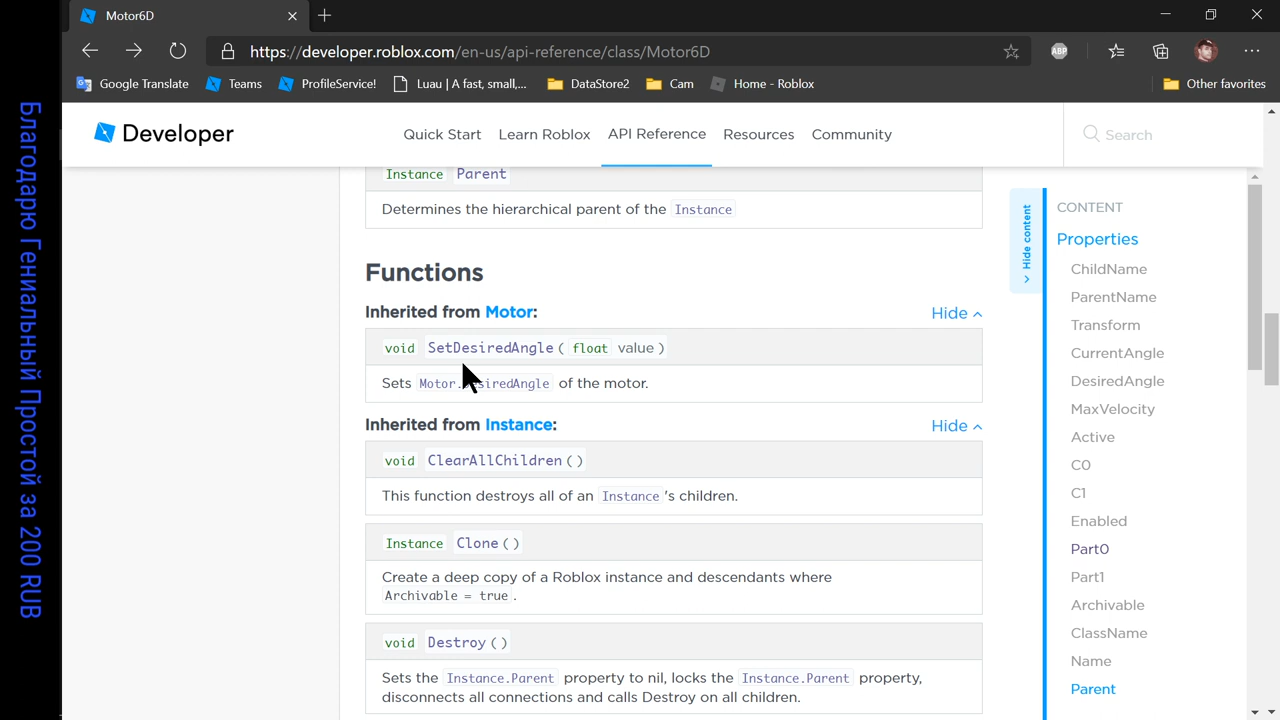 Благодарю Гениальный Простой за 200 RUB
Motor6D
https://developer.roblox.com/en-us/api-reference/class/Motor6D
ABP
Google Translate Teams ProfileService! Luau | A fast, small,... DataStore2 Cam Home - Roblox Other favorites
Developer Quick Start Learn Roblox API Reference Resources Community Search
Instance Parent
Determines the hierarchical parent of the Instance
Functions
Inherited from Motor: Hide
void SetDesiredAngle ( float value )
Sets Motor.DesiredAngle of the motor.
Inherited from Instance: Hide
void ClearAllChildren ()
This function destroys all of an Instance 's children.
Instance Clone ()
Create a deep copy of a Roblox instance and descendants where
Archivable = true .
void Destroy ()
Sets the Instance.Parent property to nil, locks the Instance.Parent property,
disconnects all connections and calls Destroy on all children.
Hide content
CONTENT
Properties
ChildName
ParentName
Transform
CurrentAngle
DesiredAngle
MaxVelocity
Active
C0
C1
Enabled
Part0
Part1
Archivable
ClassName
Name
Parent